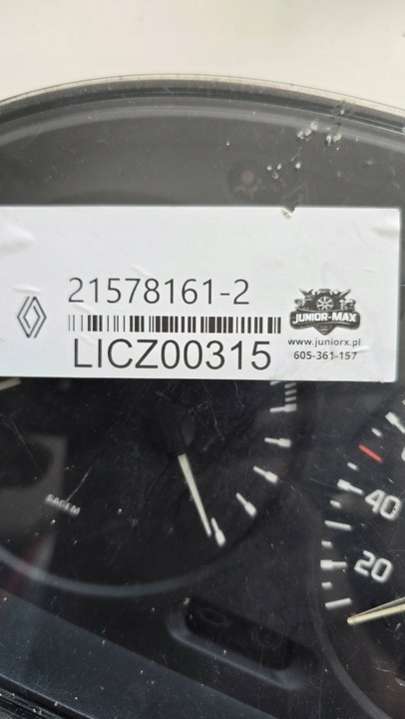 21578161-2
JUNIOR-MAX
www.juniorx.pl
LICZ00315
605-361-157
SAGEM
40
20